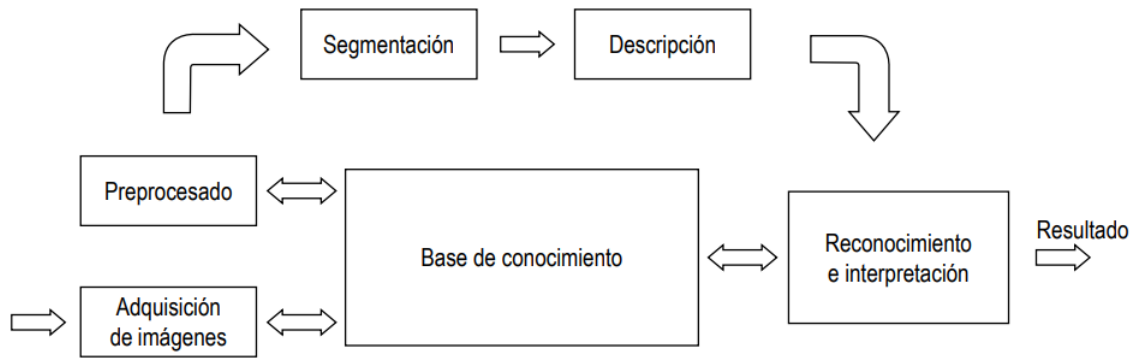 Segmentación
Descripción
Preprocesado
Base de conocimiento
Reconocimiento
e interpretación
Resultado
Adquisición
de imágenes